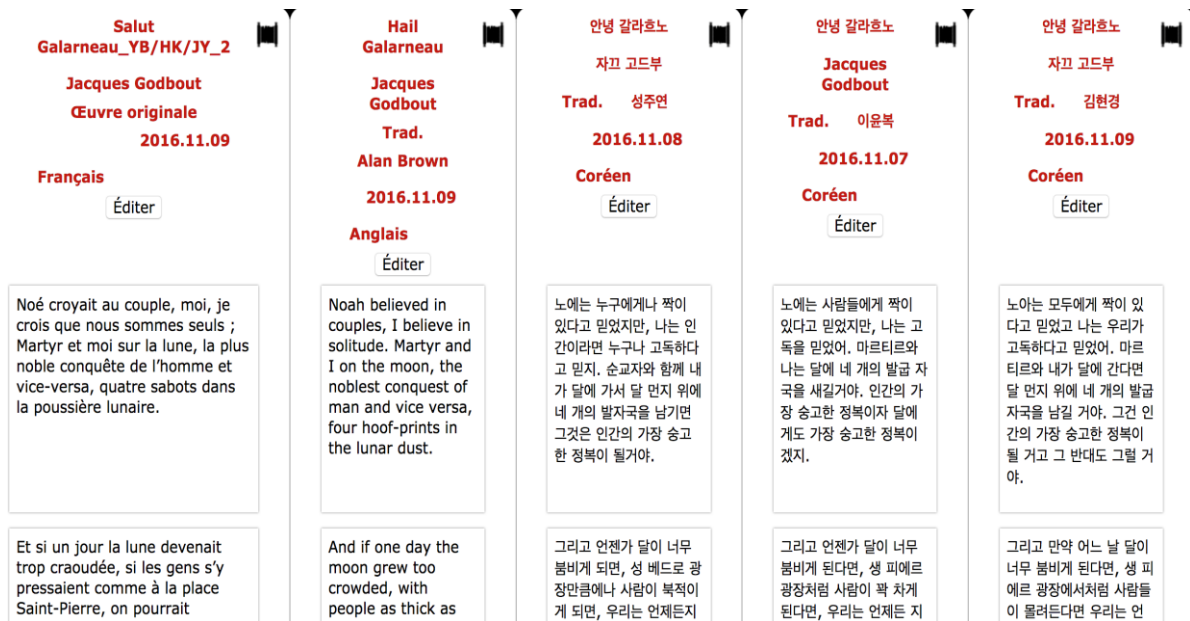 Salut
Galarneau_YB/HK/JY_2
Jacques Godbout
Œuvre originale
2016.11.09
Français
Éditer
Noé croyait au couple, moi, je
crois que nous sommes seuls ;
Martyr et moi sur la lune, la plus
noble conquête de l'homme et
vice-versa, quatre sabots dans
la poussière lunaire.
Et si un jour la lune devenait
trop craoudée, si les gens s'y
pressaient comme à la place
Saint-Pierre, on pourrait
Hail
Galarneau
Jacques
Godbout
Trad.
Alan Brown
2016.11.09
Anglais
Éditer
Noah believed in
couples, I believe in
solitude. Martyr and
I on the moon, the
noblest conquest of
man and vice versa,
four hoof-prints in
the lunar dust.
And if one day the
moon grew too
crowded, with
people as thick as
안녕 갈라흐노
자끄 고드부
Trad. 성주연
2016.11.08
Coréen
Éditer
노에는 누구에게나 짝이
있다고 믿었지만, 나는 인
간이라면 누구나 고독하다
고 믿지. 순교자와 함께 내
가 달에 가서 달 먼지 위에
네 개의 발자국을 남기면
그것은 인간의 가장 숭고
한 정복이 될거야.
그리고 언젠가 달이 너무
붐비게 되면, 성 베드로 광
장만큼에나 사람이 북적이
게 되면, 우리는 언제든지
안녕 갈라흐노
Jacques
Godbout
Trad. 이윤복
2016.11.07
Coréen
Éditer
노에는 사람들에게 짝이
있다고 믿었지만, 나는 고
독을 믿었어. 마르티르와
나는 달에 네 개의 발굽 자
국을 새길거야. 인간의 가
장 숭고한 정복이자 달에
게도 가장 숭고한 정복이
겠지.
그리고 언젠가 달이 너무
붐비게 된다면, 생 피에르
광장처럼 사람이 꽉 차게
된다면, 우리는 언제든 지
안녕 갈라흐노
자끄 고드부
Trad. 김현경
2016.11.09
Coréen
Éditer
노아는 모두에게 짝이 있
다고 믿었고 나는 우리가
고독하다고 믿었어. 마르
티르와 내가 달에 간다면
달 먼지 위에 네 개의 발굽
자국을 남길 거야. 그건 인
간의 가장 숭고한 정복이
될 거고 그 반대도 그럴 거
야.
그리고 만약 어느 날 달이
너무 붐비게 된다면, 생 피
에르 광장에서처럼 사람들
이 몰려든다면 우리는 언